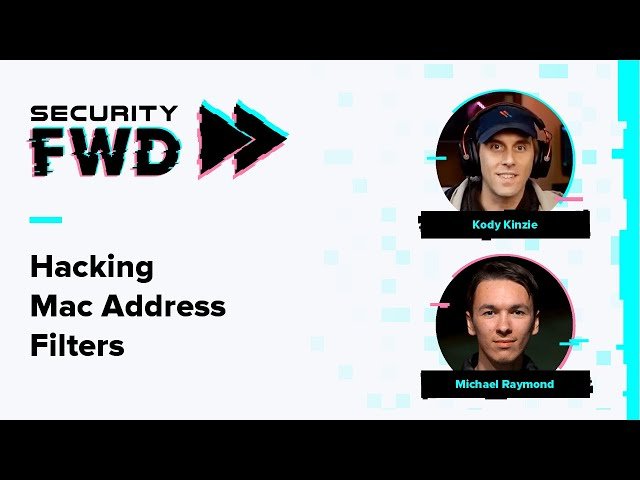 SECURITY
FWD
Hacking
Mac Address
Filters
Kody Kinzie
Michael Raymond